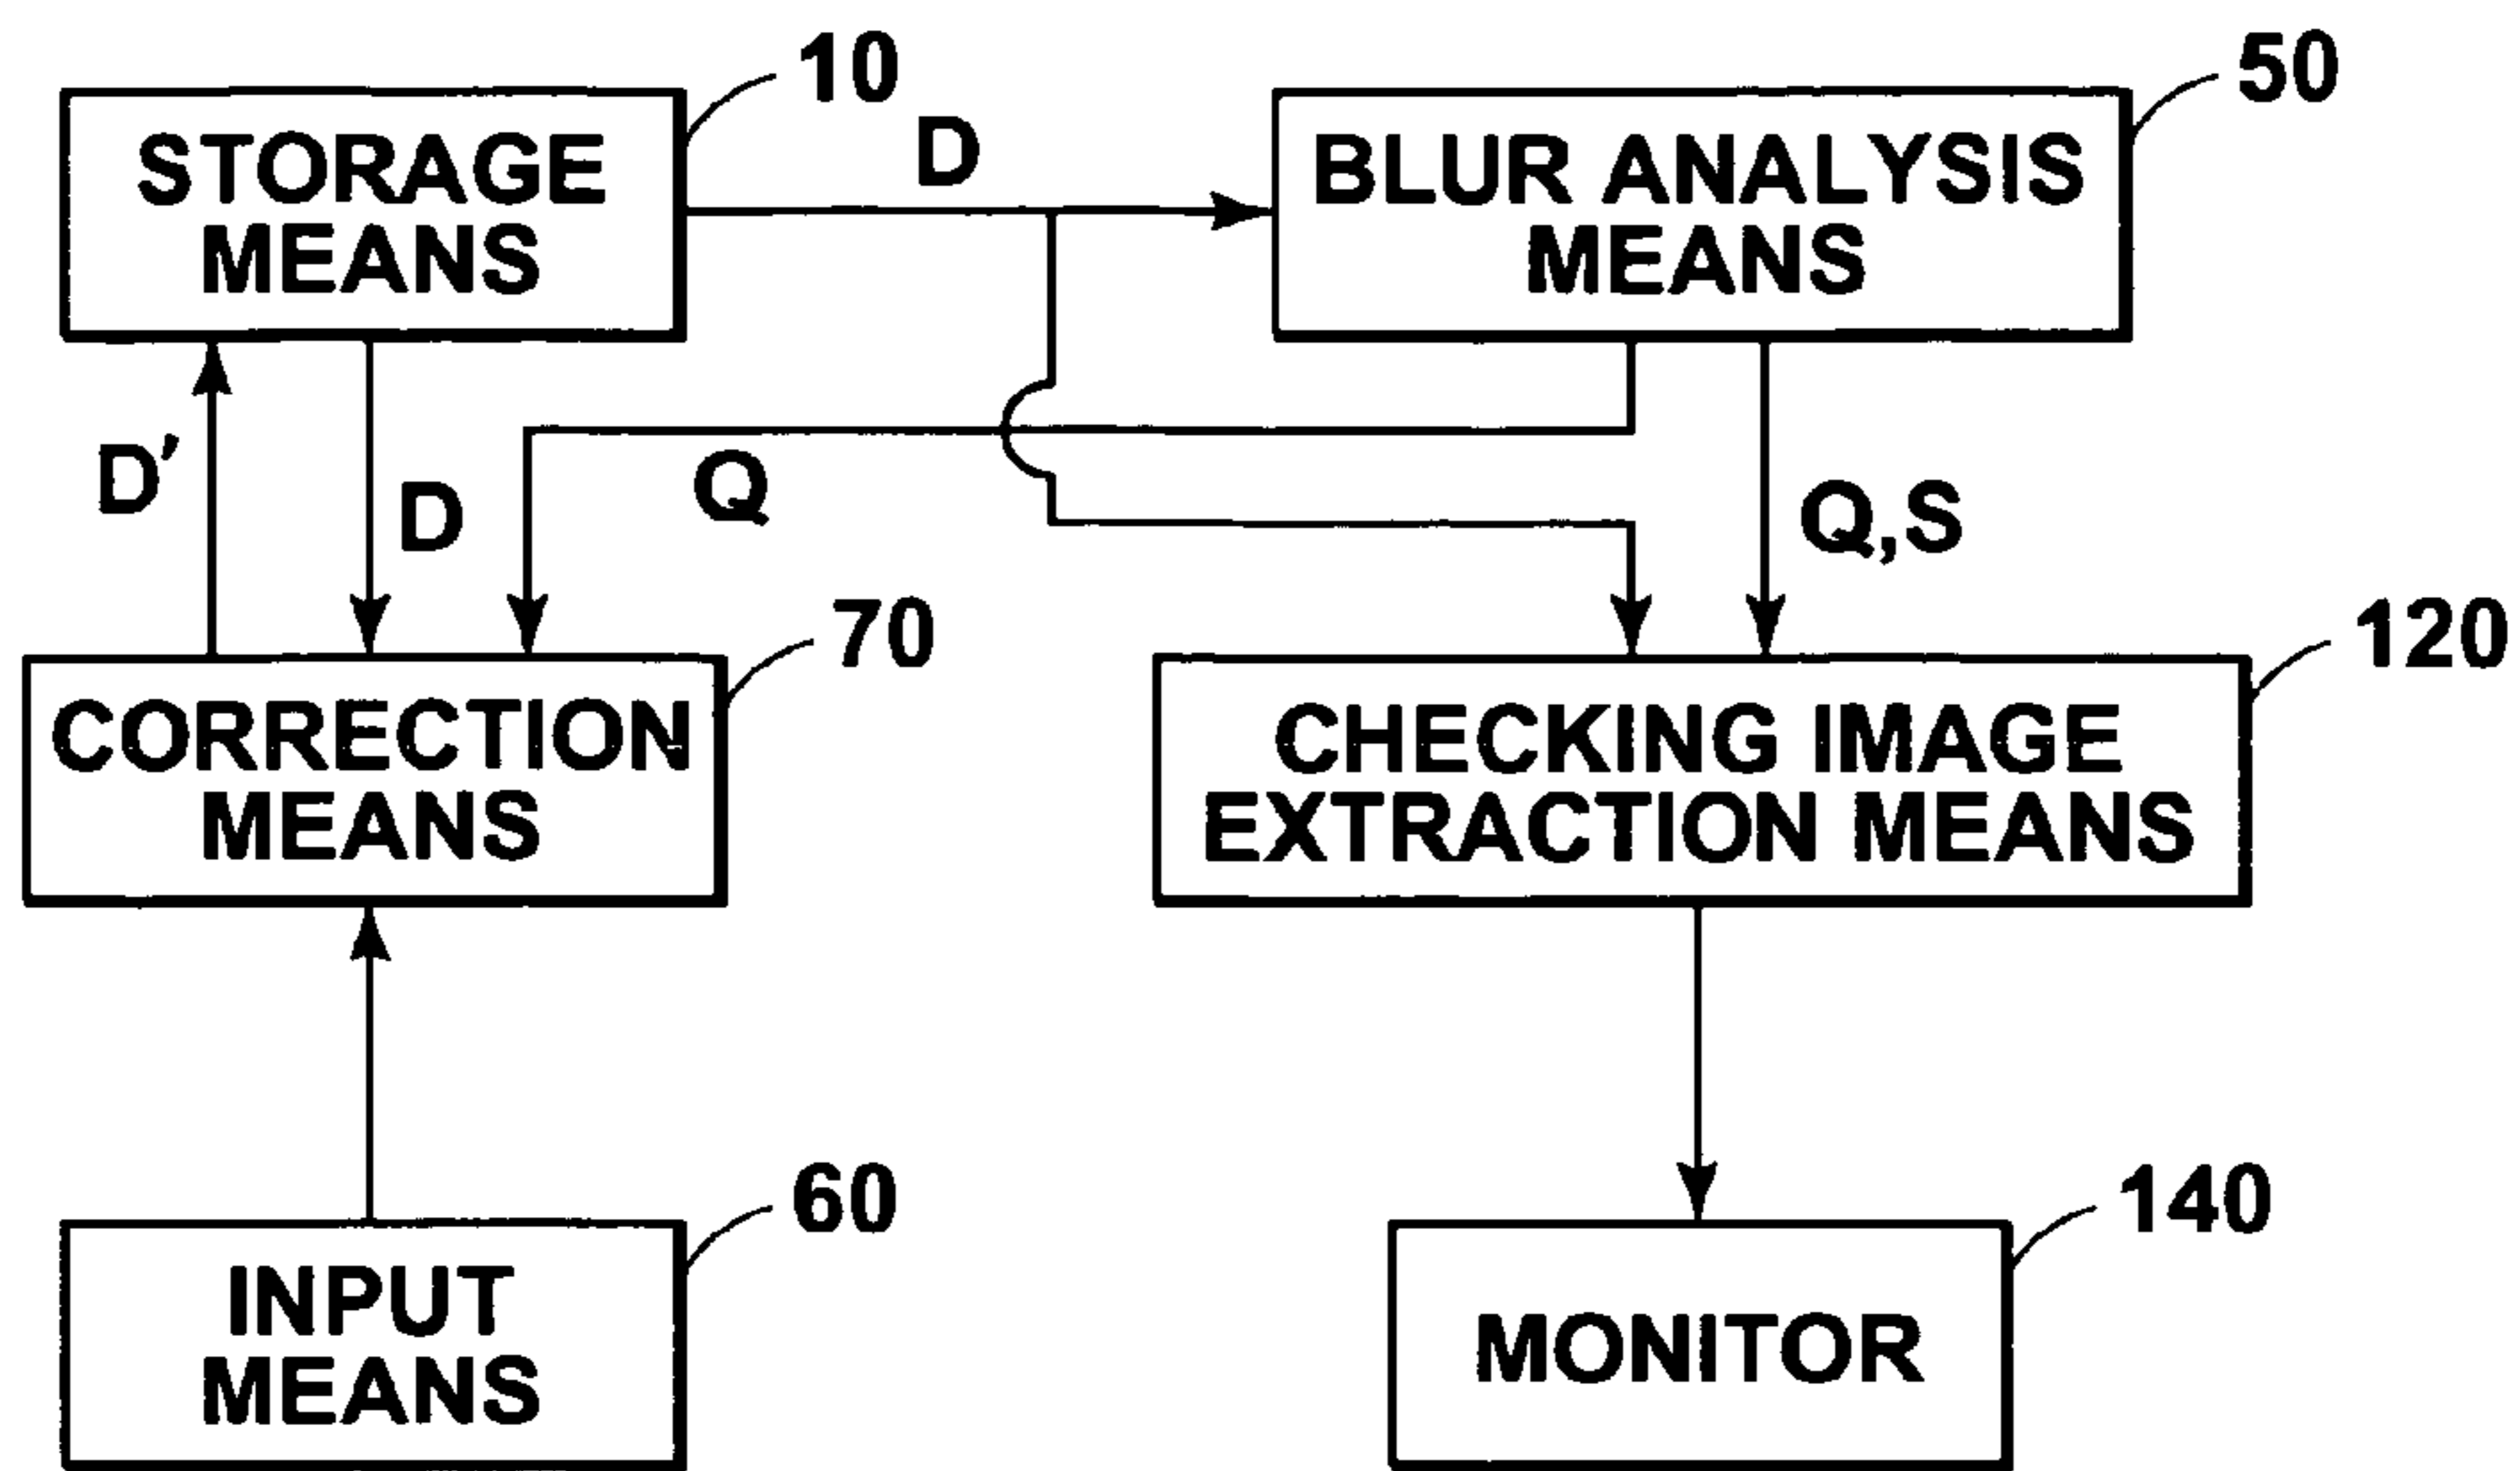 10
50
STORAGE
MEANS
D
BLUR ANALYSIS
MEANS
D'
D
Q
Q,S
70
120
CORRECTION
MEANS
CHECKING IMAGE
EXTRACTION MEANS
60
140
INPUT
MEANS
MONITOR